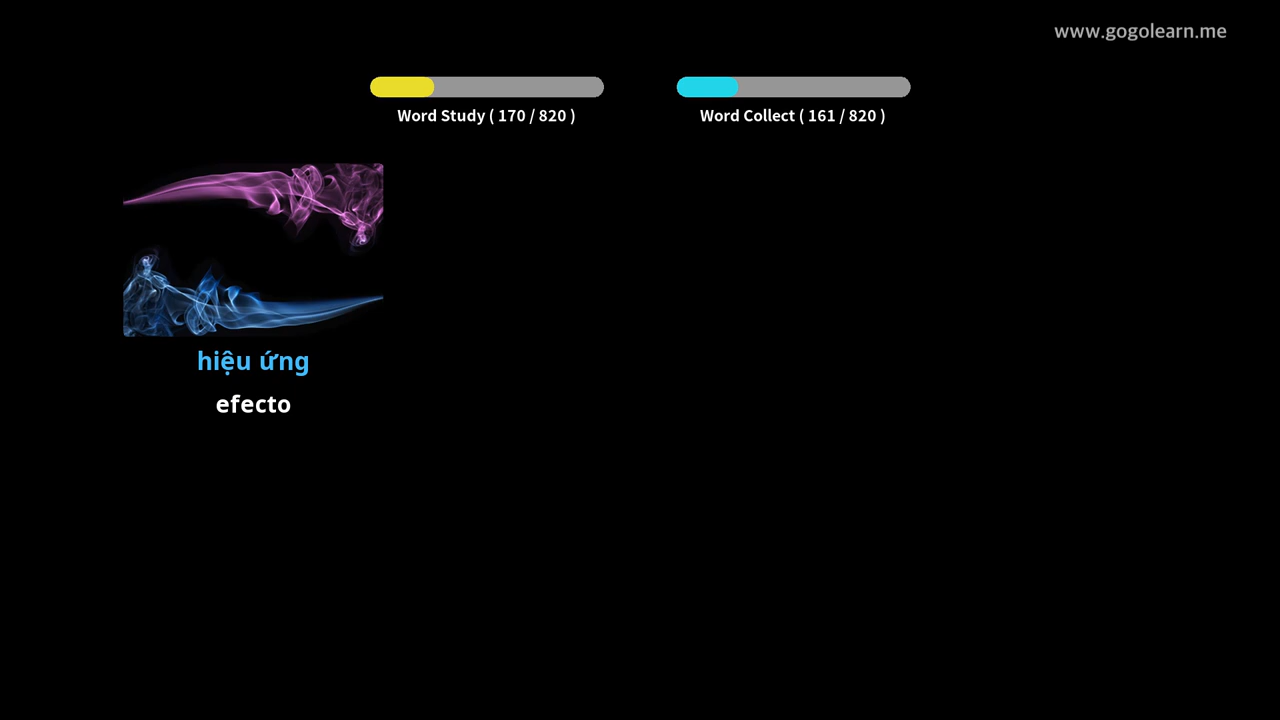 www.gogolearn.me
Word Study ( 170 / 820 )
Word Collect ( 161 / 820 )
hiệu ứng
efecto